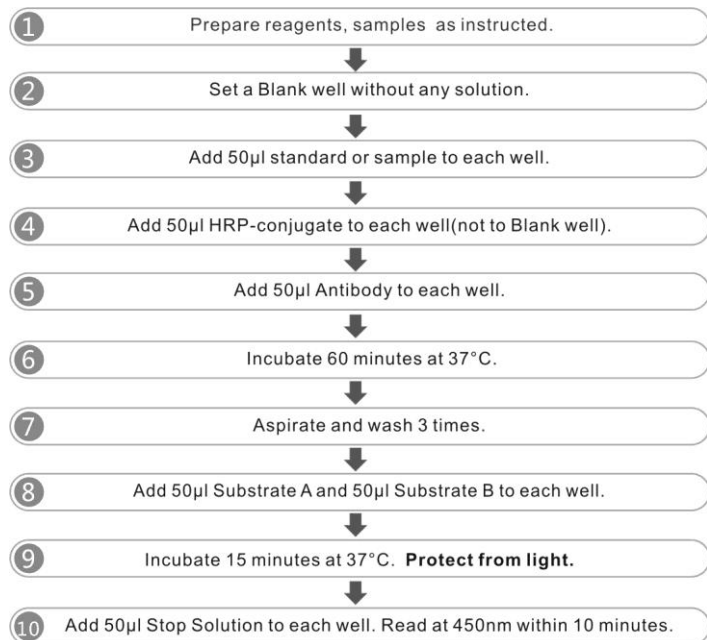 1 Prepare reagents, samples as instructed.
2 Set a Blank well without any solution.
3 Add 50µl standard or sample to each well.
4 Add 50µl HRP-conjugate to each well(not to Blank well).
5 Add 50µl Antibody to each well.
6 Incubate 60 minutes at 37°C.
7 Aspirate and wash 3 times.
8 Add 50µl Substrate A and 50µl Substrate B to each well.
9 Incubate 15 minutes at 37°C. Protect from light.
10 Add 50µl Stop Solution to each well. Read at 450nm within 10 minutes.